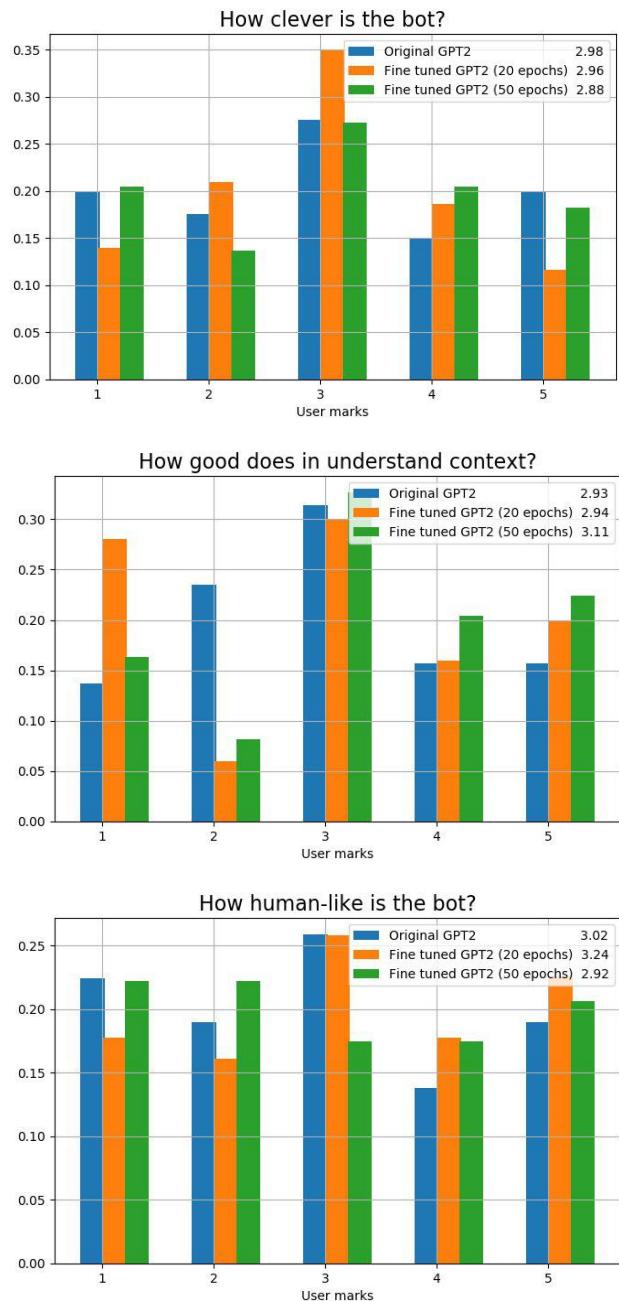 How clever is the bot?
0.35
0.30
0.25
0.20
0.15
0.10
0.05
0.00
Original GPT2 2.98
Fine tuned GPT2 (20 epochs) 2.96
Fine tuned GPT2 (50 epochs) 2.88
1 2 3 4 5
User marks
How good does in understand context?
0.30
0.25
0.20
0.15
0.10
0.05
0.00
Original GPT2 2.93
Fine tuned GPT2 (20 epochs) 2.94
Fine tuned GPT2 (50 epochs) 3.11
1 2 3 4 5
User marks
How human-like is the bot?
0.25
0.20
0.15
0.10
0.05
0.00
Original GPT2 3.02
Fine tuned GPT2 (20 epochs) 3.24
Fine tuned GPT2 (50 epochs) 2.92
1 2 3 4 5
User marks